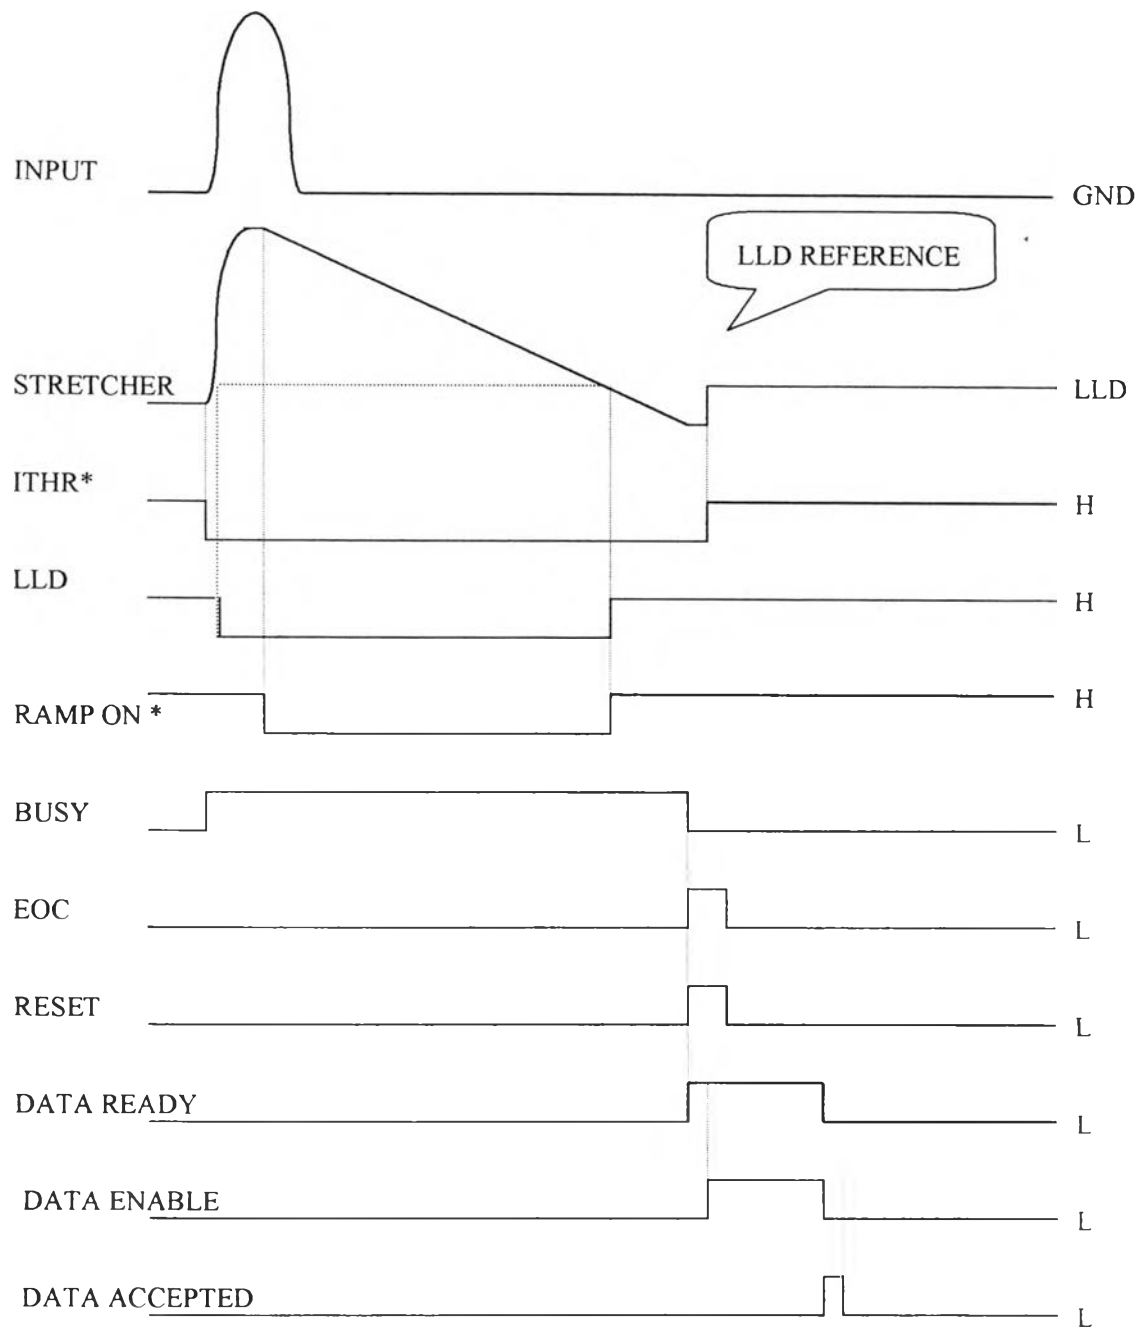 INPUT
GND
LLD REFERENCE
STRETCHER
LLD
ITHR*
H
LLD
H
RAMP ON *
H
BUSY
L
EOC
L
RESET
L
DATA READY
L
DATA ENABLE
L
DATA ACCEPTED
L